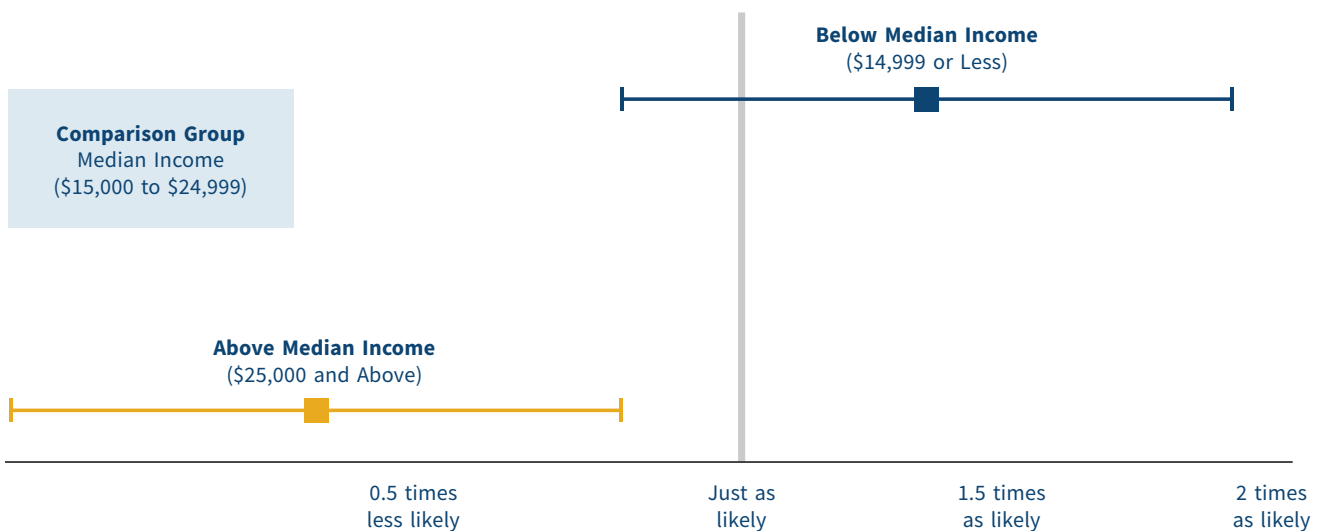 Below Median Income
($14,999 or Less)
Comparison Group
Median Income
($15,000 to $24,999)
Above Median Income
($25,000 and Above)
0.5 times
less likely
Just as
likely
1.5 times
as likely
2 times
as likely